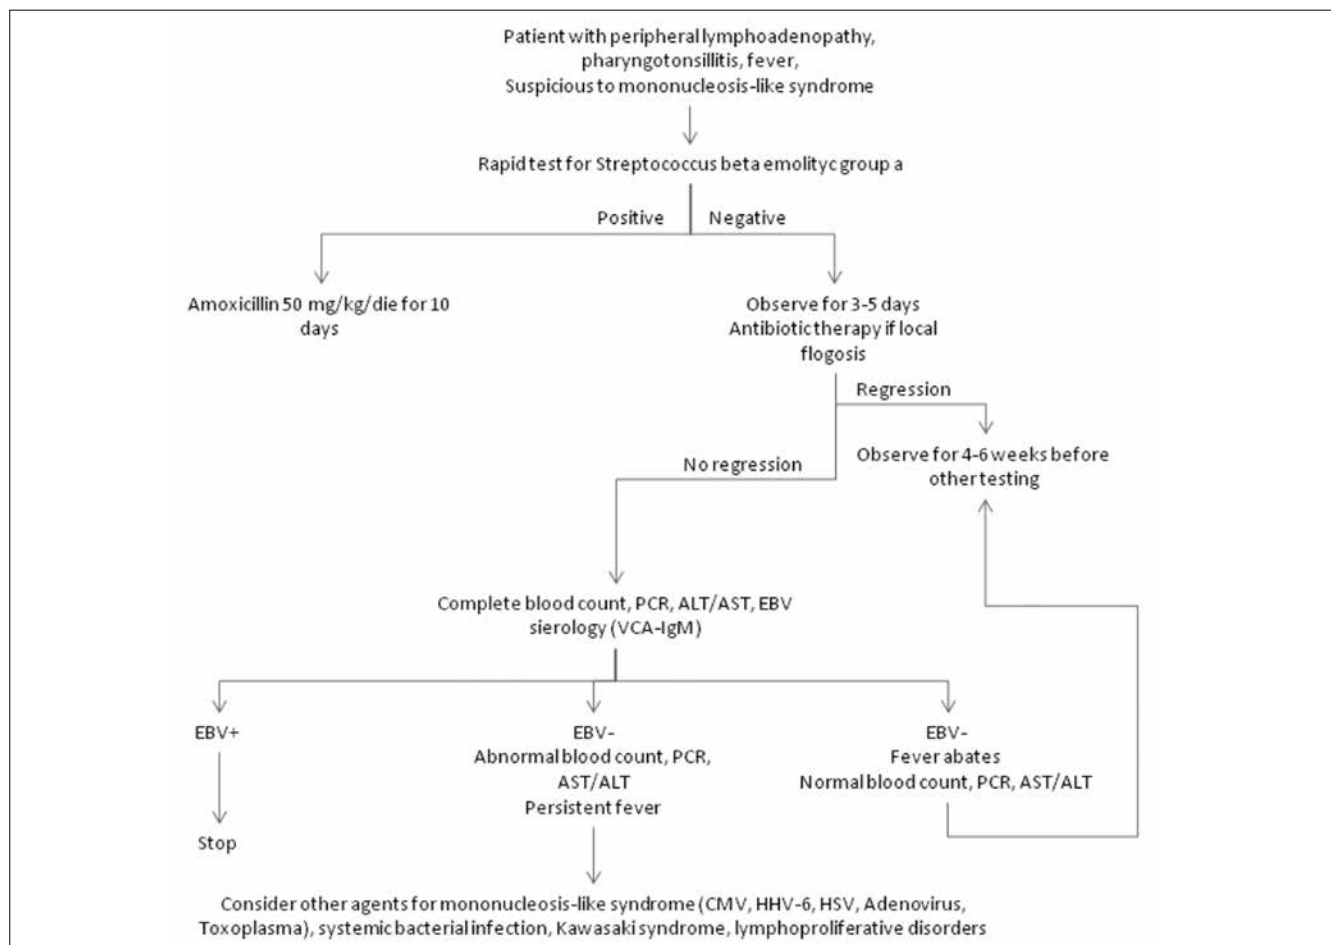 Patient with peripheral lymphoadenopathy,
pharyngotonsillitis, fever,
Suspicious to mononucleosis-like syndrome
Rapid test for Streptococcus beta emolityc group a
Positive
Negative
Amoxicillin 50 mg/kg/die for 10
days
Observe for 3-5 days
Antibiotic therapy if local
flogosis
Regression
No regression
Observe for 4-6 weeks before
other testing
Complete blood count, PCR, ALT/AST, EBV
sierology (VCA-IgM)
EBV+
Stop
EBV-
Abnormal blood count, PCR,
AST/ALT
Persistent fever
EBV-
Fever abates
Normal blood count, PCR, AST/ALT
Consider other agents for mononucleosis-like syndrome (CMV, HHV-6, HSV, Adenovirus,
Toxoplasma), systemic bacterial infection, Kawasaki syndrome, lymphoproliferative disorders